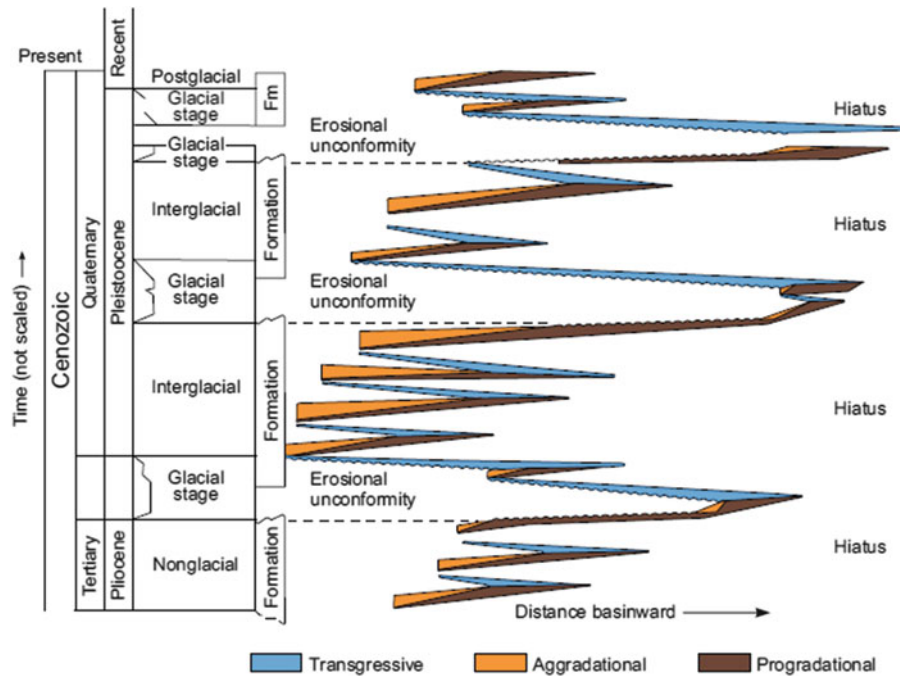 Present
Recent
Postglacial
Glacial
stage
Fm
Hiatus
Glacial
stage
Erosional
unconformity
Interglacial
Formation
Hiatus
Glacial
stage
Erosional
unconformity
Time (not scaled)
Cenozoic
Quatemary
Pleistoocene
Interglacial
Formation
Hiatus
Glacial
stage
Erosional
unconformity
Tertiary
Pliocene
Nonglacial
Formation
Hiatus
Distance basinward
Transgressive
Aggradational
Progradational